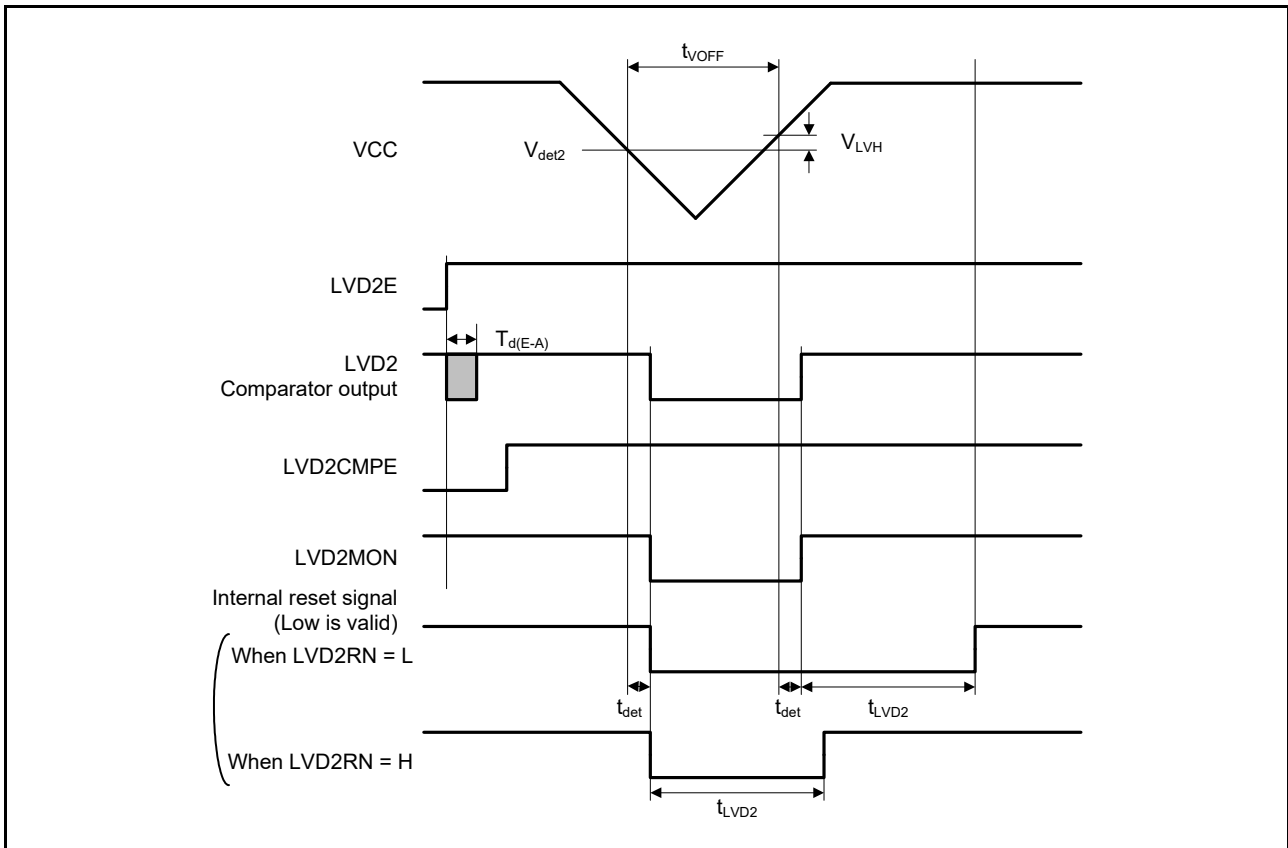 tVOFF
VCC
Vdet2
VLVH
LVD2E
Td(E-A)
LVD2
Comparator output
LVD2CMPE
LVD2MON
Internal reset signal
(Low is valid)
When LVD2RN = L
tdet
tdet
tLVD2
When LVD2RN = H
tLVD2